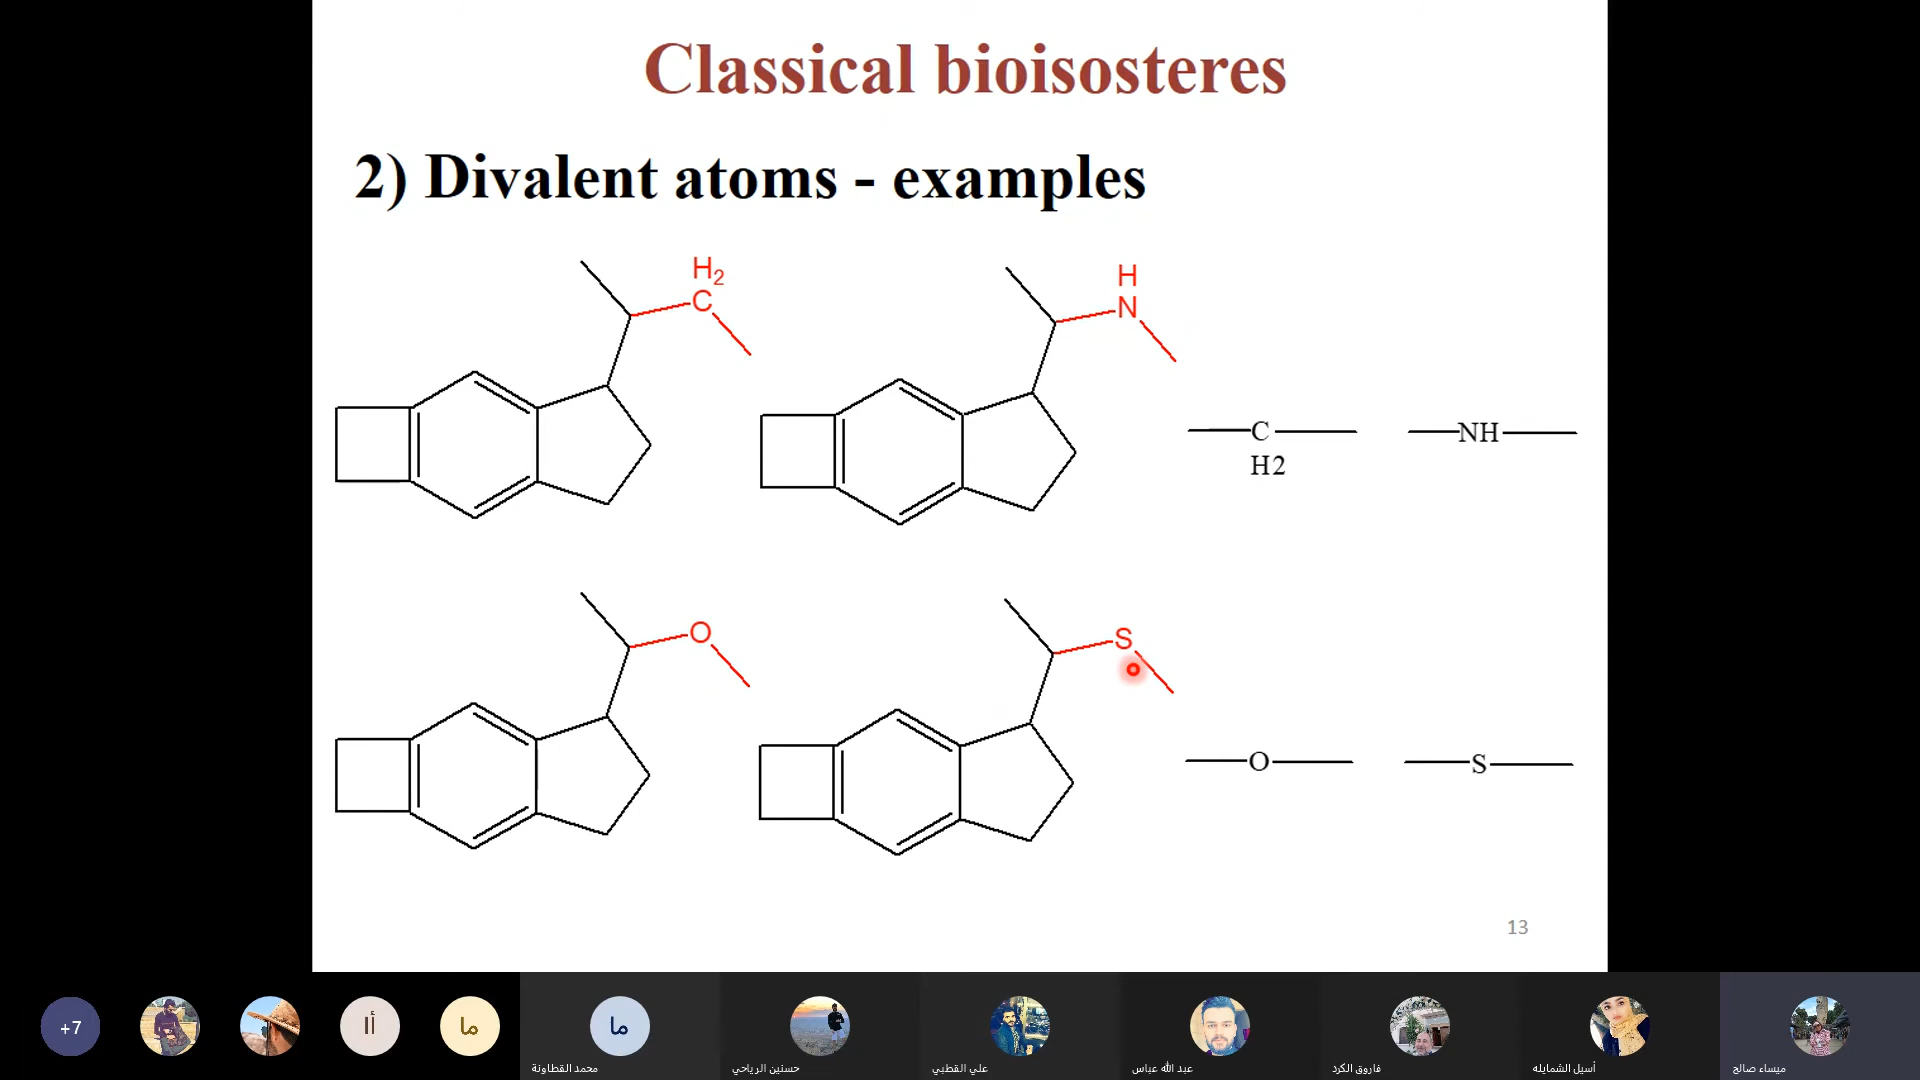 Classical bioisosteres
2) Divalent atoms - examples
H2
C
H
N
C
H2
NH
O
S
O
S
13
+7
أأ
ما
ما
محمد القطاونة
حسنين الرياحي
علي القطبي
عبد الله عباس
فاروق الكرد
أسيل الشمايله
ميساء صالح